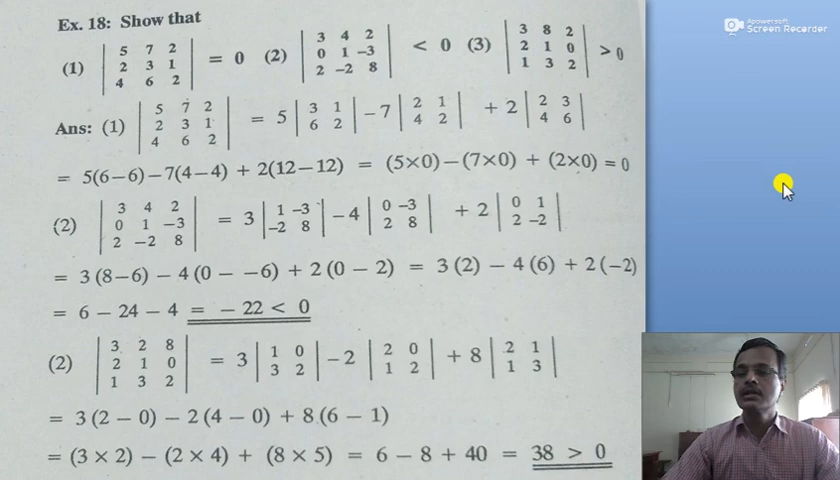 Ex. 18: Show that
(1) | 5 7 2 ; 2 3 1 ; 4 6 2 | = 0 (2) | 3 4 2 ; 0 1 −3 ; 2 −2 8 | < 0 (3) | 3 8 2 ; 2 1 0 ; 1 3 2 | > 0
Ans: (1) | 5 7 2 ; 2 3 1 ; 4 6 2 | = 5 | 3 1 ; 6 2 | − 7 | 2 1 ; 4 2 | + 2 | 2 3 ; 4 6 |
= 5(6−6)−7(4−4) + 2(12−12) = (5×0)−(7×0) + (2×0) = 0
(2) | 3 4 2 ; 0 1 −3 ; 2 −2 8 | = 3 | 1 −3 ; −2 8 | − 4 | 0 −3 ; 2 8 | + 2 | 0 1 ; 2 −2 |
= 3 (8−6) − 4 (0 − −6) + 2 (0 − 2) = 3 (2) − 4 (6) + 2 (−2)
= 6 − 24 − 4 = − 22 < 0
(2) | 3 2 8 ; 2 1 0 ; 1 3 2 | = 3 | 1 0 ; 3 2 | − 2 | 2 0 ; 1 2 | + 8 | 2 1 ; 1 3 |
= 3 (2 − 0) − 2 (4 − 0) + 8 (6 − 1)
= (3 × 2) − (2 × 4) + (8 × 5) = 6 − 8 + 40 = 38 > 0
Apowersoft
Screen Recorder